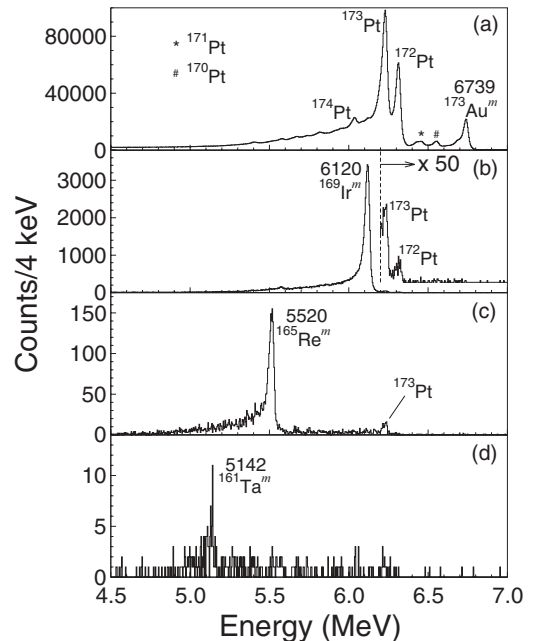 Counts/4 keV
80000
40000
0
* ¹⁷¹Pt
# ¹⁷⁰Pt
¹⁷³Pt
¹⁷²Pt
¹⁷⁴Pt
*
#
6739
¹⁷³Auᵐ
(a)
3000
2000
1000
0
6120
¹⁶⁹Irᵐ
x 50
¹⁷³Pt
¹⁷²Pt
(b)
150
100
50
0
5520
¹⁶⁵Reᵐ
¹⁷³Pt
(c)
10
5
0
5142
¹⁶¹Taᵐ
(d)
4.5 5.0 5.5 6.0 6.5 7.0
Energy (MeV)